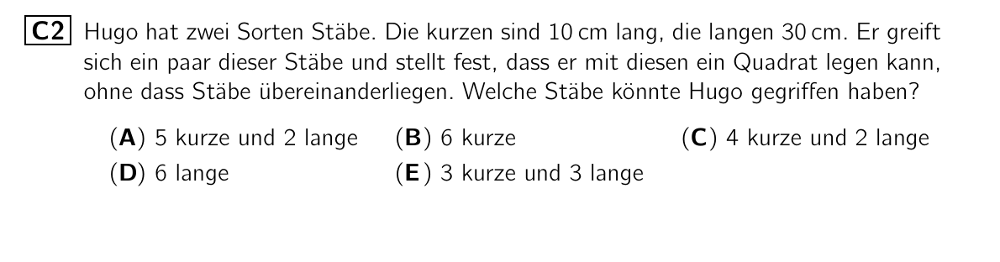 C2 Hugo hat zwei Sorten Stäbe. Die kurzen sind 10 cm lang, die langen 30 cm. Er greift
sich ein paar dieser Stäbe und stellt fest, dass er mit diesen ein Quadrat legen kann,
ohne dass Stäbe übereinanderliegen. Welche Stäbe könnte Hugo gegriffen haben?
(A) 5 kurze und 2 lange (B) 6 kurze (C) 4 kurze und 2 lange
(D) 6 lange (E) 3 kurze und 3 lange